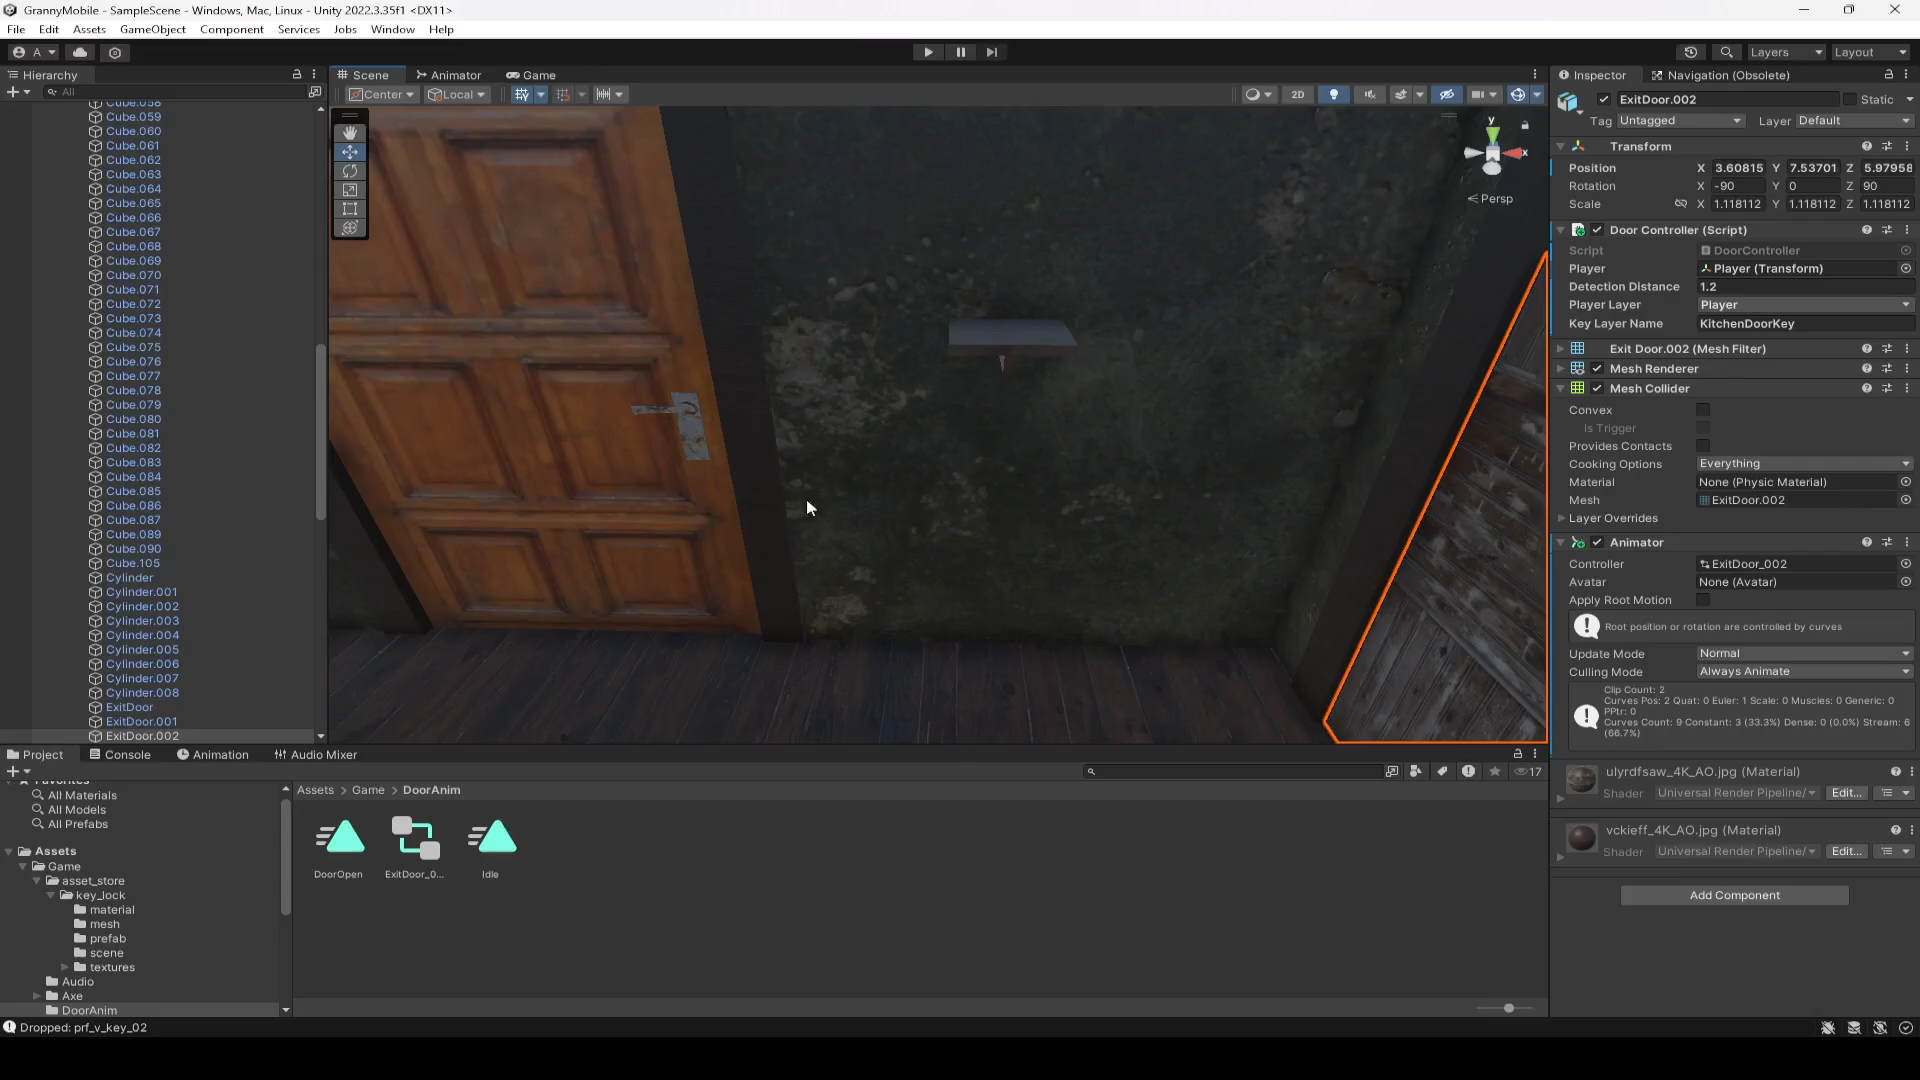 GrannyMobile - SampleScene - Windows, Mac, Linux - Unity 2022.3.35f1 <DX11>
File Edit Assets GameObject Component Services Jobs Window Help
A Layers Layout
Hierarchy
All
Cube.058
Cube.059
Cube.060
Cube.061
Cube.062
Cube.063
Cube.064
Cube.065
Cube.066
Cube.067
Cube.068
Cube.069
Cube.070
Cube.071
Cube.072
Cube.073
Cube.074
Cube.075
Cube.076
Cube.077
Cube.078
Cube.079
Cube.080
Cube.081
Cube.082
Cube.083
Cube.084
Cube.085
Cube.086
Cube.087
Cube.089
Cube.090
Cube.105
Cylinder
Cylinder.001
Cylinder.002
Cylinder.003
Cylinder.004
Cylinder.005
Cylinder.006
Cylinder.007
Cylinder.008
ExitDoor
ExitDoor.001
ExitDoor.002
Scene Animator Game
Center Local 2D
y
x
Persp
Inspector Navigation (Obsolete)
ExitDoor.002 Static
Tag Untagged Layer Default
Transform
Position X 3.60815 Y 7.53701 Z 5.97958
Rotation X -90 Y 0 Z 90
Scale X 1.118112 Y 1.118112 Z 1.118112
Door Controller (Script)
Script DoorController
Player Player (Transform)
Detection Distance 1.2
Player Layer Player
Key Layer Name KitchenDoorKey
Exit Door.002 (Mesh Filter)
Mesh Renderer
Mesh Collider
Convex
Is Trigger
Provides Contacts
Cooking Options Everything
Material None (Physic Material)
Mesh ExitDoor.002
Layer Overrides
Animator
Controller ExitDoor_002
Avatar None (Avatar)
Apply Root Motion
Root position or rotation are controlled by curves
Update Mode Normal
Culling Mode Always Animate
Clip Count: 2
Curves Pos: 2 Quat: 0 Euler: 1 Scale: 0 Muscles: 0 Generic: 0
PPtr: 0
Curves Count: 9 Constant: 3 (33.3%) Dense: 0 (0.0%) Stream: 6
(66.7%)
ulyrdfsaw_4K_AO.jpg (Material)
Shader Universal Render Pipeline/ Edit...
vckieff_4K_AO.jpg (Material)
Shader Universal Render Pipeline/ Edit...
Add Component
Project Console Animation Audio Mixer
17
Favorites
All Materials
All Models
All Prefabs
Assets
Game
asset_store
key_lock
material
mesh
prefab
scene
textures
Audio
Axe
DoorAnim
Assets > Game > DoorAnim
DoorOpen ExitDoor_0... Idle
Dropped: prf_v_key_02